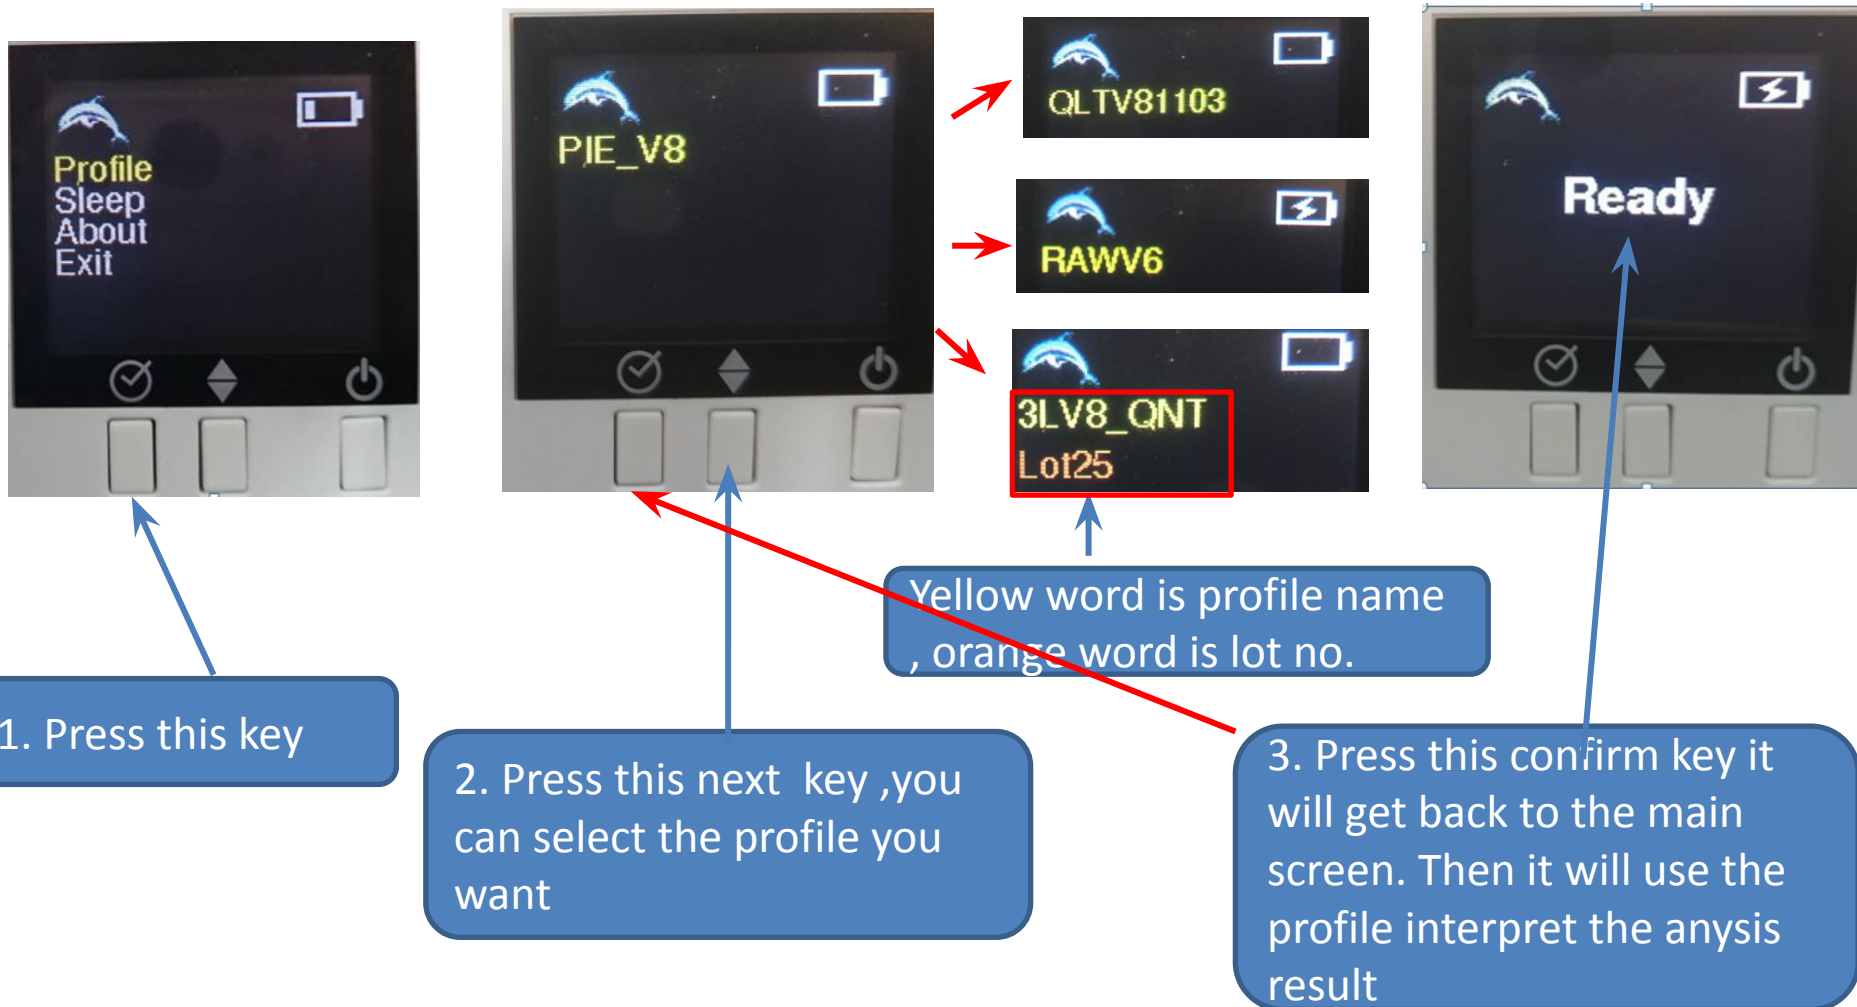 Profile
Sleep
About
Exit
PIE_V8
QLTV81103
RAWV6
3LV8_QNT
Lot25
Ready
Yellow word is profile name
, orange word is lot no.
1. Press this key
2. Press this next  key ,you
can select the profile you
want
3. Press this confirm key it
will get back to the main
screen. Then it will use the
profile interpret the anysis
result